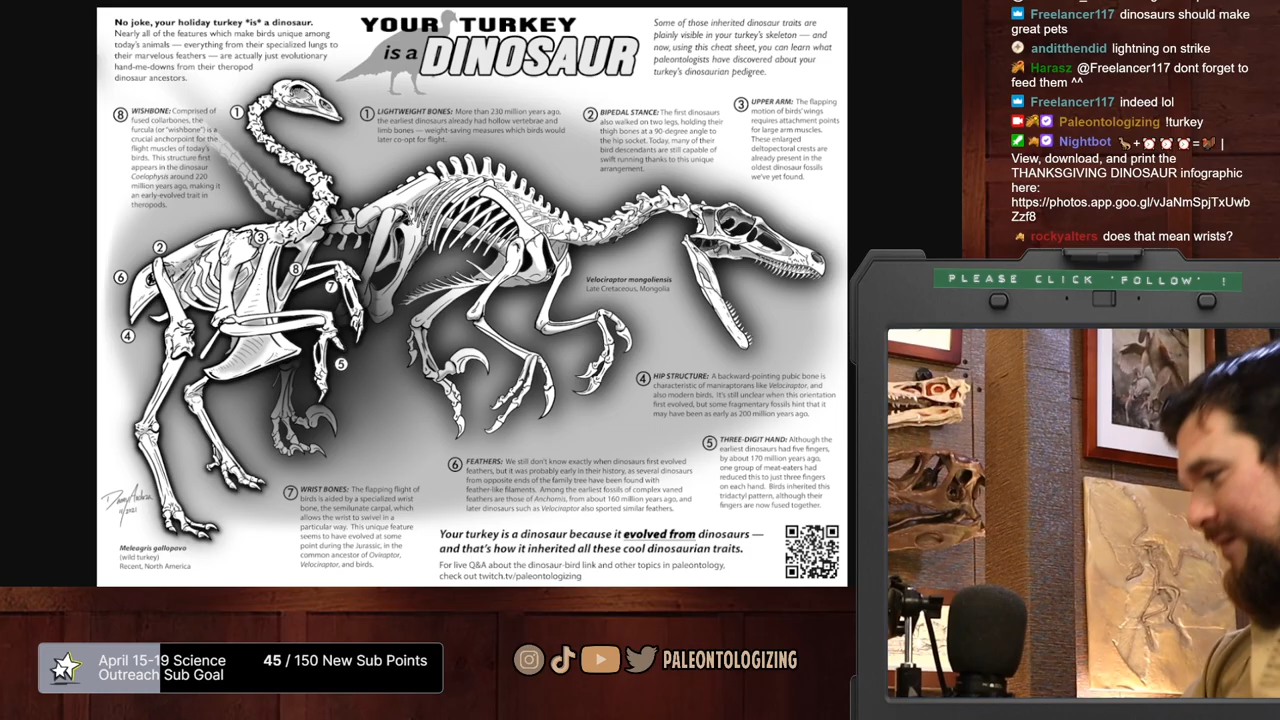 No joke, your holiday turkey *is* a dinosaur.
Nearly all of the features which make birds unique among
today's animals — everything from their specialized lungs to
their marvelous feathers — are actually just evolutionary
hand-me-downs from their theropod
dinosaur ancestors.
YOUR TURKEY
is a DINOSAUR
Some of those inherited dinosaur traits are
plainly visible in your turkey's skeleton — and
now, using this cheat sheet, you can learn what
paleontologists have discovered about your
turkey's dinosaurian pedigree.
8 WISHBONE: Comprised of
fused collarbones, the
furcula (or "wishbone") is a
crucial anchorpoint for the
flight muscles of today's
birds. This structure first
appears in the dinosaur
Coelophysis around 220
million years ago, making it
an early-evolved trait in
theropods.
1
1 LIGHTWEIGHT BONES: More than 230 million years ago,
the earliest dinosaurs already had hollow vertebrae and
limb bones — weight-saving measures which birds would
later co-opt for flight.
2 BIPEDAL STANCE: The first dinosaurs
also walked on two legs, holding their
thigh bones at a 90-degree angle to
the hip socket. Today, many of their
bird descendants are still capable of
swift running thanks to this unique
arrangement.
3 UPPER ARM: The flapping
motion of birds' wings
requires attachment points
for large arm muscles.
These enlarged
deltopectoral crests are
already present in the
oldest dinosaur fossils
we've yet found.
2
3
6
8
7
4
5
Velociraptor mongoliensis
Late Cretaceous, Mongolia
4 HIP STRUCTURE: A backward-pointing pubic bone is
characteristic of maniraptorans like Velociraptor, and
also modern birds. It's still unclear when this orientation
first evolved, but some fragmentary fossils hint that it
may have been as early as 200 million years ago.
5 THREE-DIGIT HAND: Although the
earliest dinosaurs had five fingers,
by about 170 million years ago,
one group of meat-eaters had
reduced this to just three fingers
on each hand. Birds inherited this
tridactyl pattern, although their
fingers are now fused together.
6 FEATHERS: We still don't know exactly when dinosaurs first evolved
feathers, but it was probably early in their history, as several dinosaurs
from opposite ends of the family tree have been found with
feather-like filaments. Among the earliest fossils of complex vaned
feathers are those of Anchiornis, from about 160 million years ago, and
later dinosaurs such as Velociraptor also sported similar feathers.
7 WRIST BONES: The flapping flight of
birds is aided by a specialized wrist
bone, the semilunate carpal, which
allows the wrist to swivel in a
particular way. This unique feature
seems to have evolved at some
point during the Jurassic, in the
common ancestor of Oviraptor,
Velociraptor, and birds.
11/2021
Meleagris gallopavo
(wild turkey)
Recent, North America
Your turkey is a dinosaur because it evolved from dinosaurs —
and that's how it inherited all these cool dinosaurian traits.
For live Q&A about the dinosaur-bird link and other topics in paleontology,
check out twitch.tv/paleontologizing
Freelancer117 dinosaurs should make
great pets
anditthendid lightning on strike
Harasz @Freelancer117 dont forget to
feed them ^^
Freelancer117 indeed lol
Paleontologizing !turkey
Nightbot 🦕+ = 🦃 |
View, download, and print the
THANKSGIVING DINOSAUR infographic
here:
https://photos.app.goo.gl/vJaNmSpjTxUwb
Zzf8
rockyalters does that mean wrists?
PLEASE CLICK 'FOLLOW' !
April 15-19 Science
Outreach Sub Goal
45 / 150 New Sub Points
PALEONTOLOGIZING